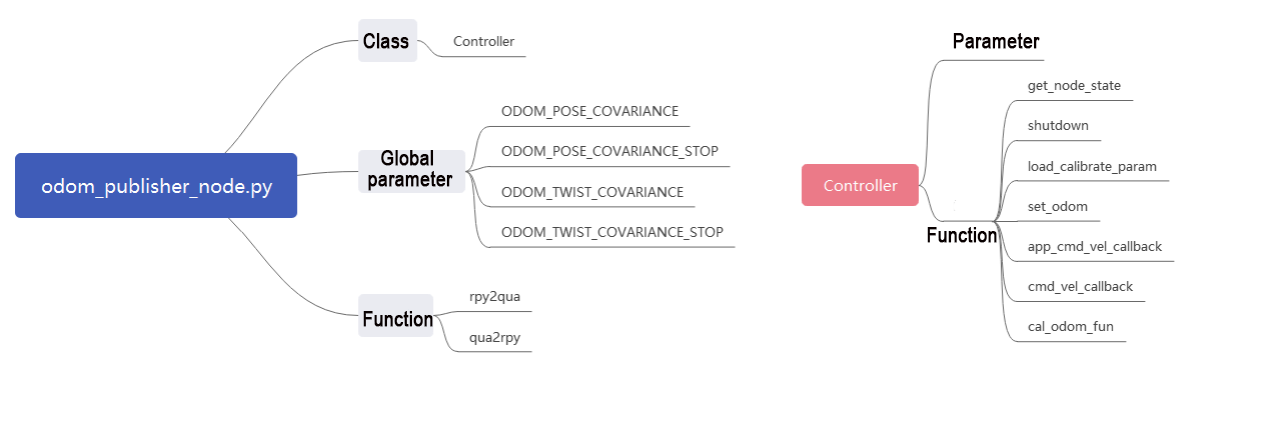 odom_publisher_node.py
Class
Controller
Global
parameter
ODOM_POSE_COVARIANCE
ODOM_POSE_COVARIANCE_STOP
ODOM_TWIST_COVARIANCE
ODOM_TWIST_COVARIANCE_STOP
Function
rpy2qua
qua2rpy
Controller
Parameter
Function
get_node_state
shutdown
load_calibrate_param
set_odom
app_cmd_vel_callback
cmd_vel_callback
cal_odom_fun